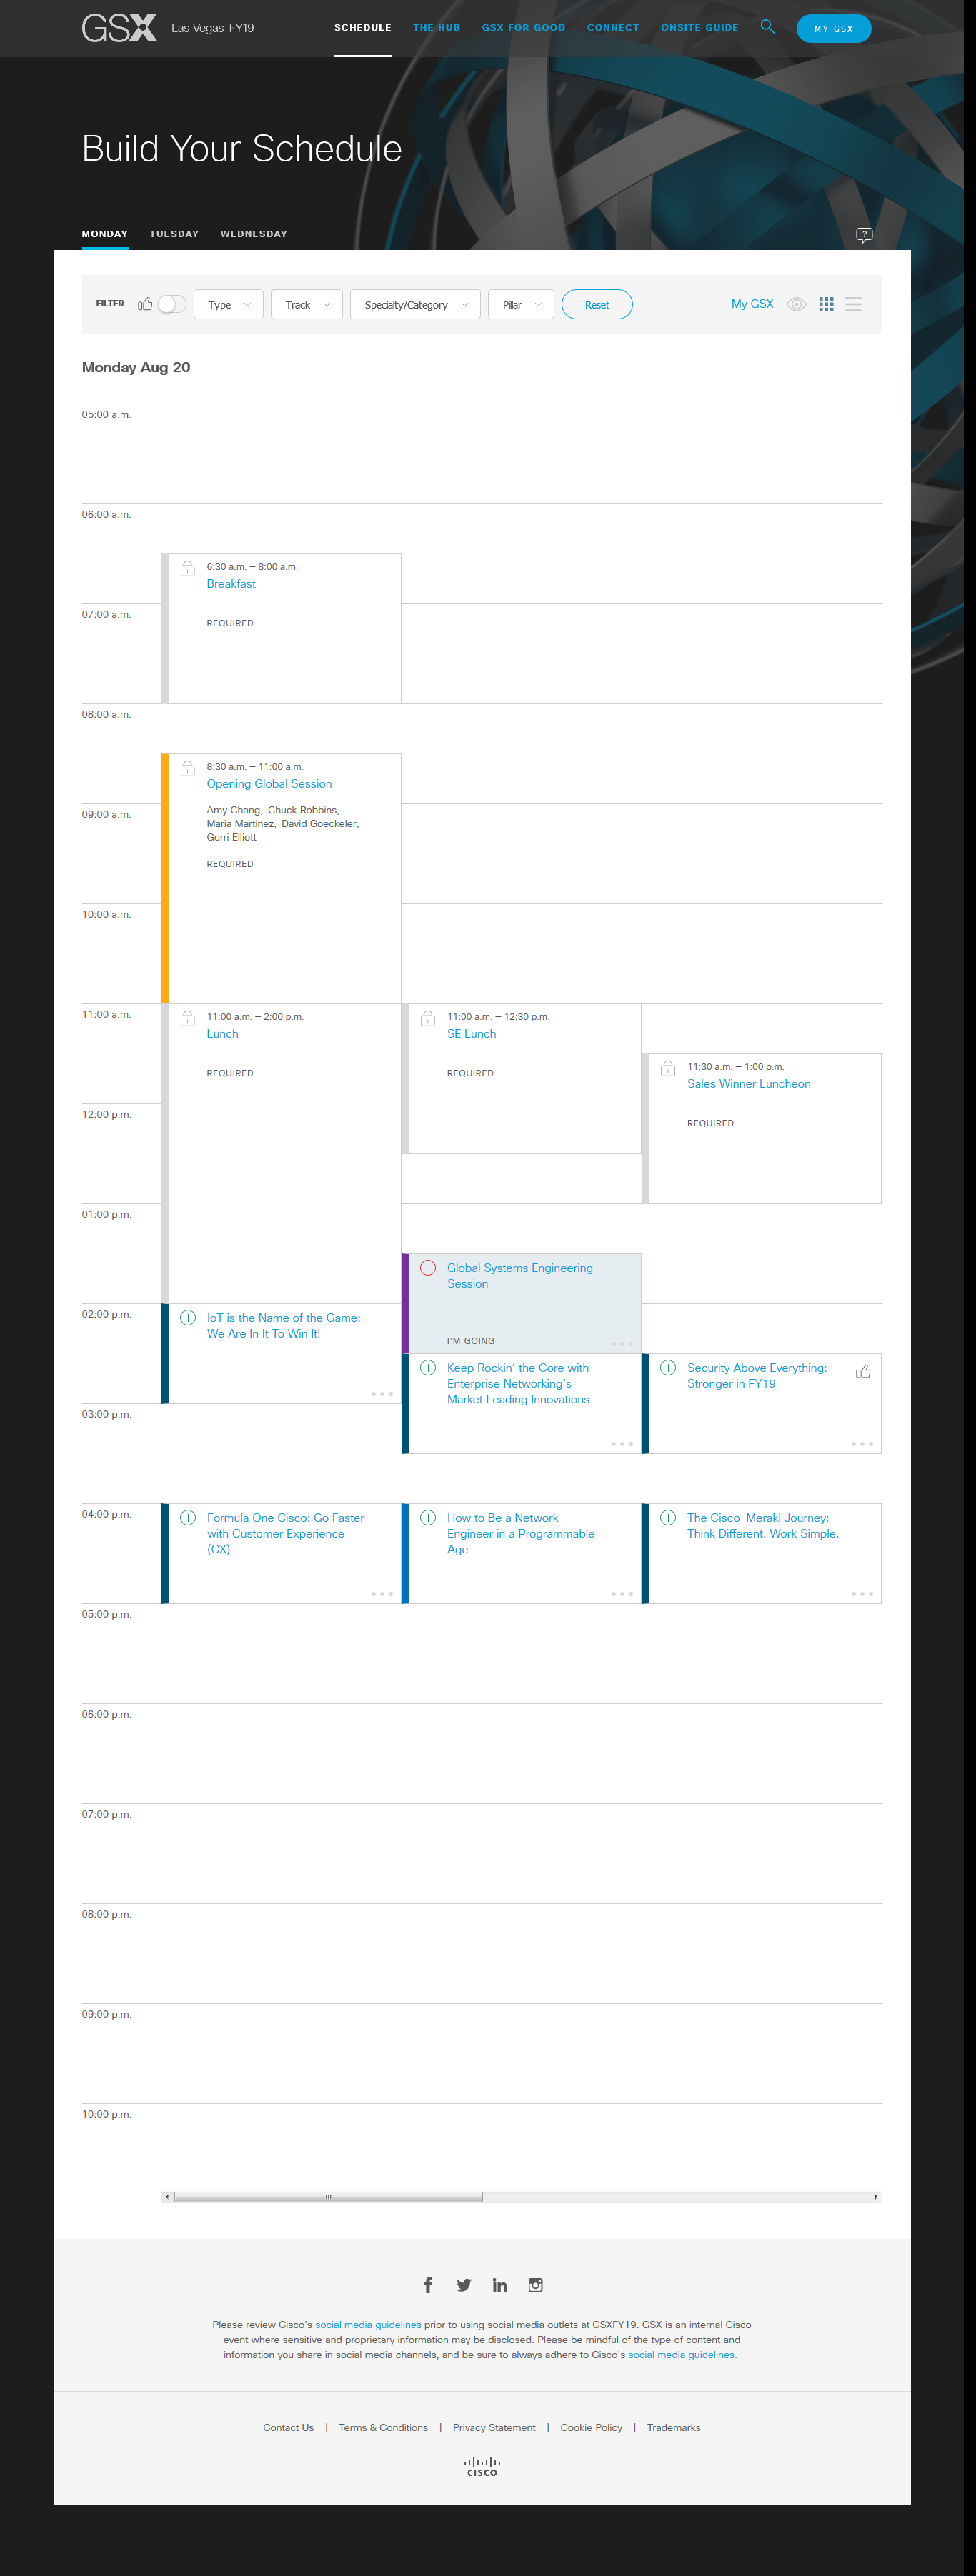 GSX Las Vegas FY19 SCHEDULE THE HUB GSX FOR GOOD CONNECT ONSITE GUIDE MY GSX
Build Your Schedule
MONDAY TUESDAY WEDNESDAY
?
FILTER Type Track Specialty/Category Pillar Reset My GSX
Monday Aug 20
05:00 a.m.
06:00 a.m.
6:30 a.m. – 8:00 a.m.
Breakfast
07:00 a.m.
REQUIRED
08:00 a.m.
8:30 a.m. – 11:00 a.m.
Opening Global Session
Amy Chang, Chuck Robbins,
Maria Martinez, David Goeckeler,
Gerri Elliott
09:00 a.m.
REQUIRED
10:00 a.m.
11:00 a.m.
11:00 a.m. – 2:00 p.m.
Lunch
REQUIRED
11:00 a.m. – 12:30 p.m.
SE Lunch
REQUIRED
11:30 a.m. – 1:00 p.m.
Sales Winner Luncheon
REQUIRED
12:00 p.m.
01:00 p.m.
Global Systems Engineering
Session
I'M GOING
02:00 p.m.
IoT is the Name of the Game:
We Are In It To Win It!
Keep Rockin' the Core with
Enterprise Networking's
Market Leading Innovations
Security Above Everything:
Stronger in FY19
03:00 p.m.
04:00 p.m.
Formula One Cisco: Go Faster
with Customer Experience
(CX)
How to Be a Network
Engineer in a Programmable
Age
The Cisco-Meraki Journey:
Think Different. Work Simple.
05:00 p.m.
06:00 p.m.
07:00 p.m.
08:00 p.m.
09:00 p.m.
10:00 p.m.
Please review Cisco's social media guidelines prior to using social media outlets at GSXFY19. GSX is an internal Cisco
event where sensitive and proprietary information may be disclosed. Please be mindful of the type of content and
information you share in social media channels, and be sure to always adhere to Cisco's social media guidelines.
Contact Us | Terms & Conditions | Privacy Statement | Cookie Policy | Trademarks
CISCO